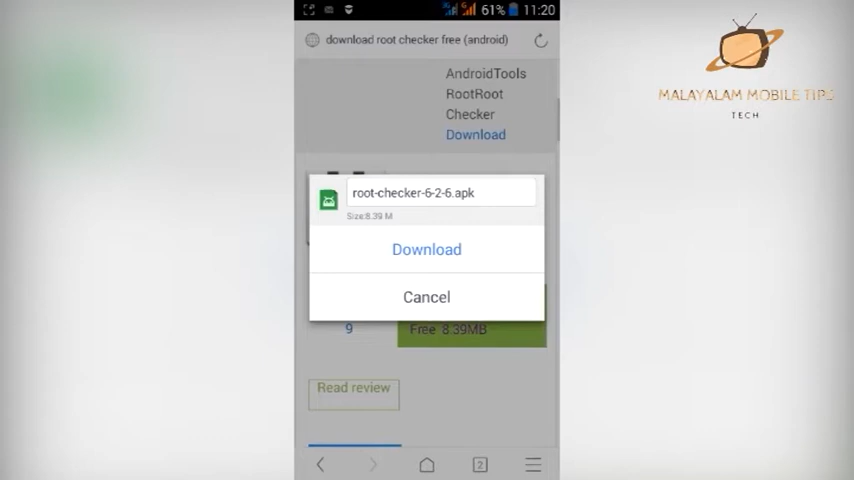 61% 11:20
download root checker free (android)
AndroidTools
RootRoot
Checker
Download
root-checker-6-2-6.apk
Size:8.39 M
Download
Cancel
9
Free 8.39MB
Read review
2
MALAYALAM MOBILE TIPS
TECH